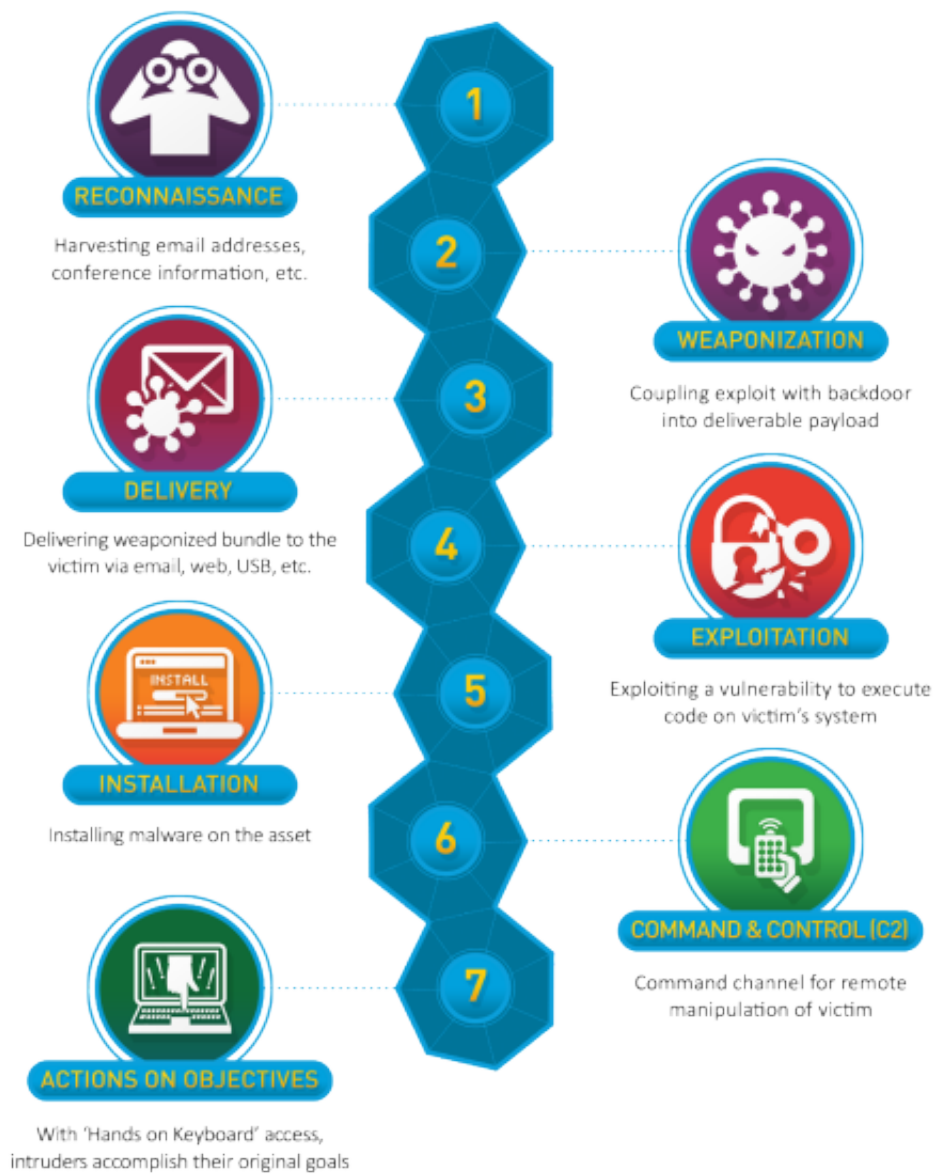 1
RECONNAISSANCE
Harvesting email addresses,
conference information, etc.
2
WEAPONIZATION
Coupling exploit with backdoor
into deliverable payload
3
DELIVERY
Delivering weaponized bundle to the
victim via email, web, USB, etc.
4
EXPLOITATION
Exploiting a vulnerability to execute
code on victim's system
5
INSTALL
INSTALLATION
Installing malware on the asset
6
COMMAND & CONTROL (C2)
Command channel for remote
manipulation of victim
7
ACTIONS ON OBJECTIVES
With 'Hands on Keyboard' access,
intruders accomplish their original goals